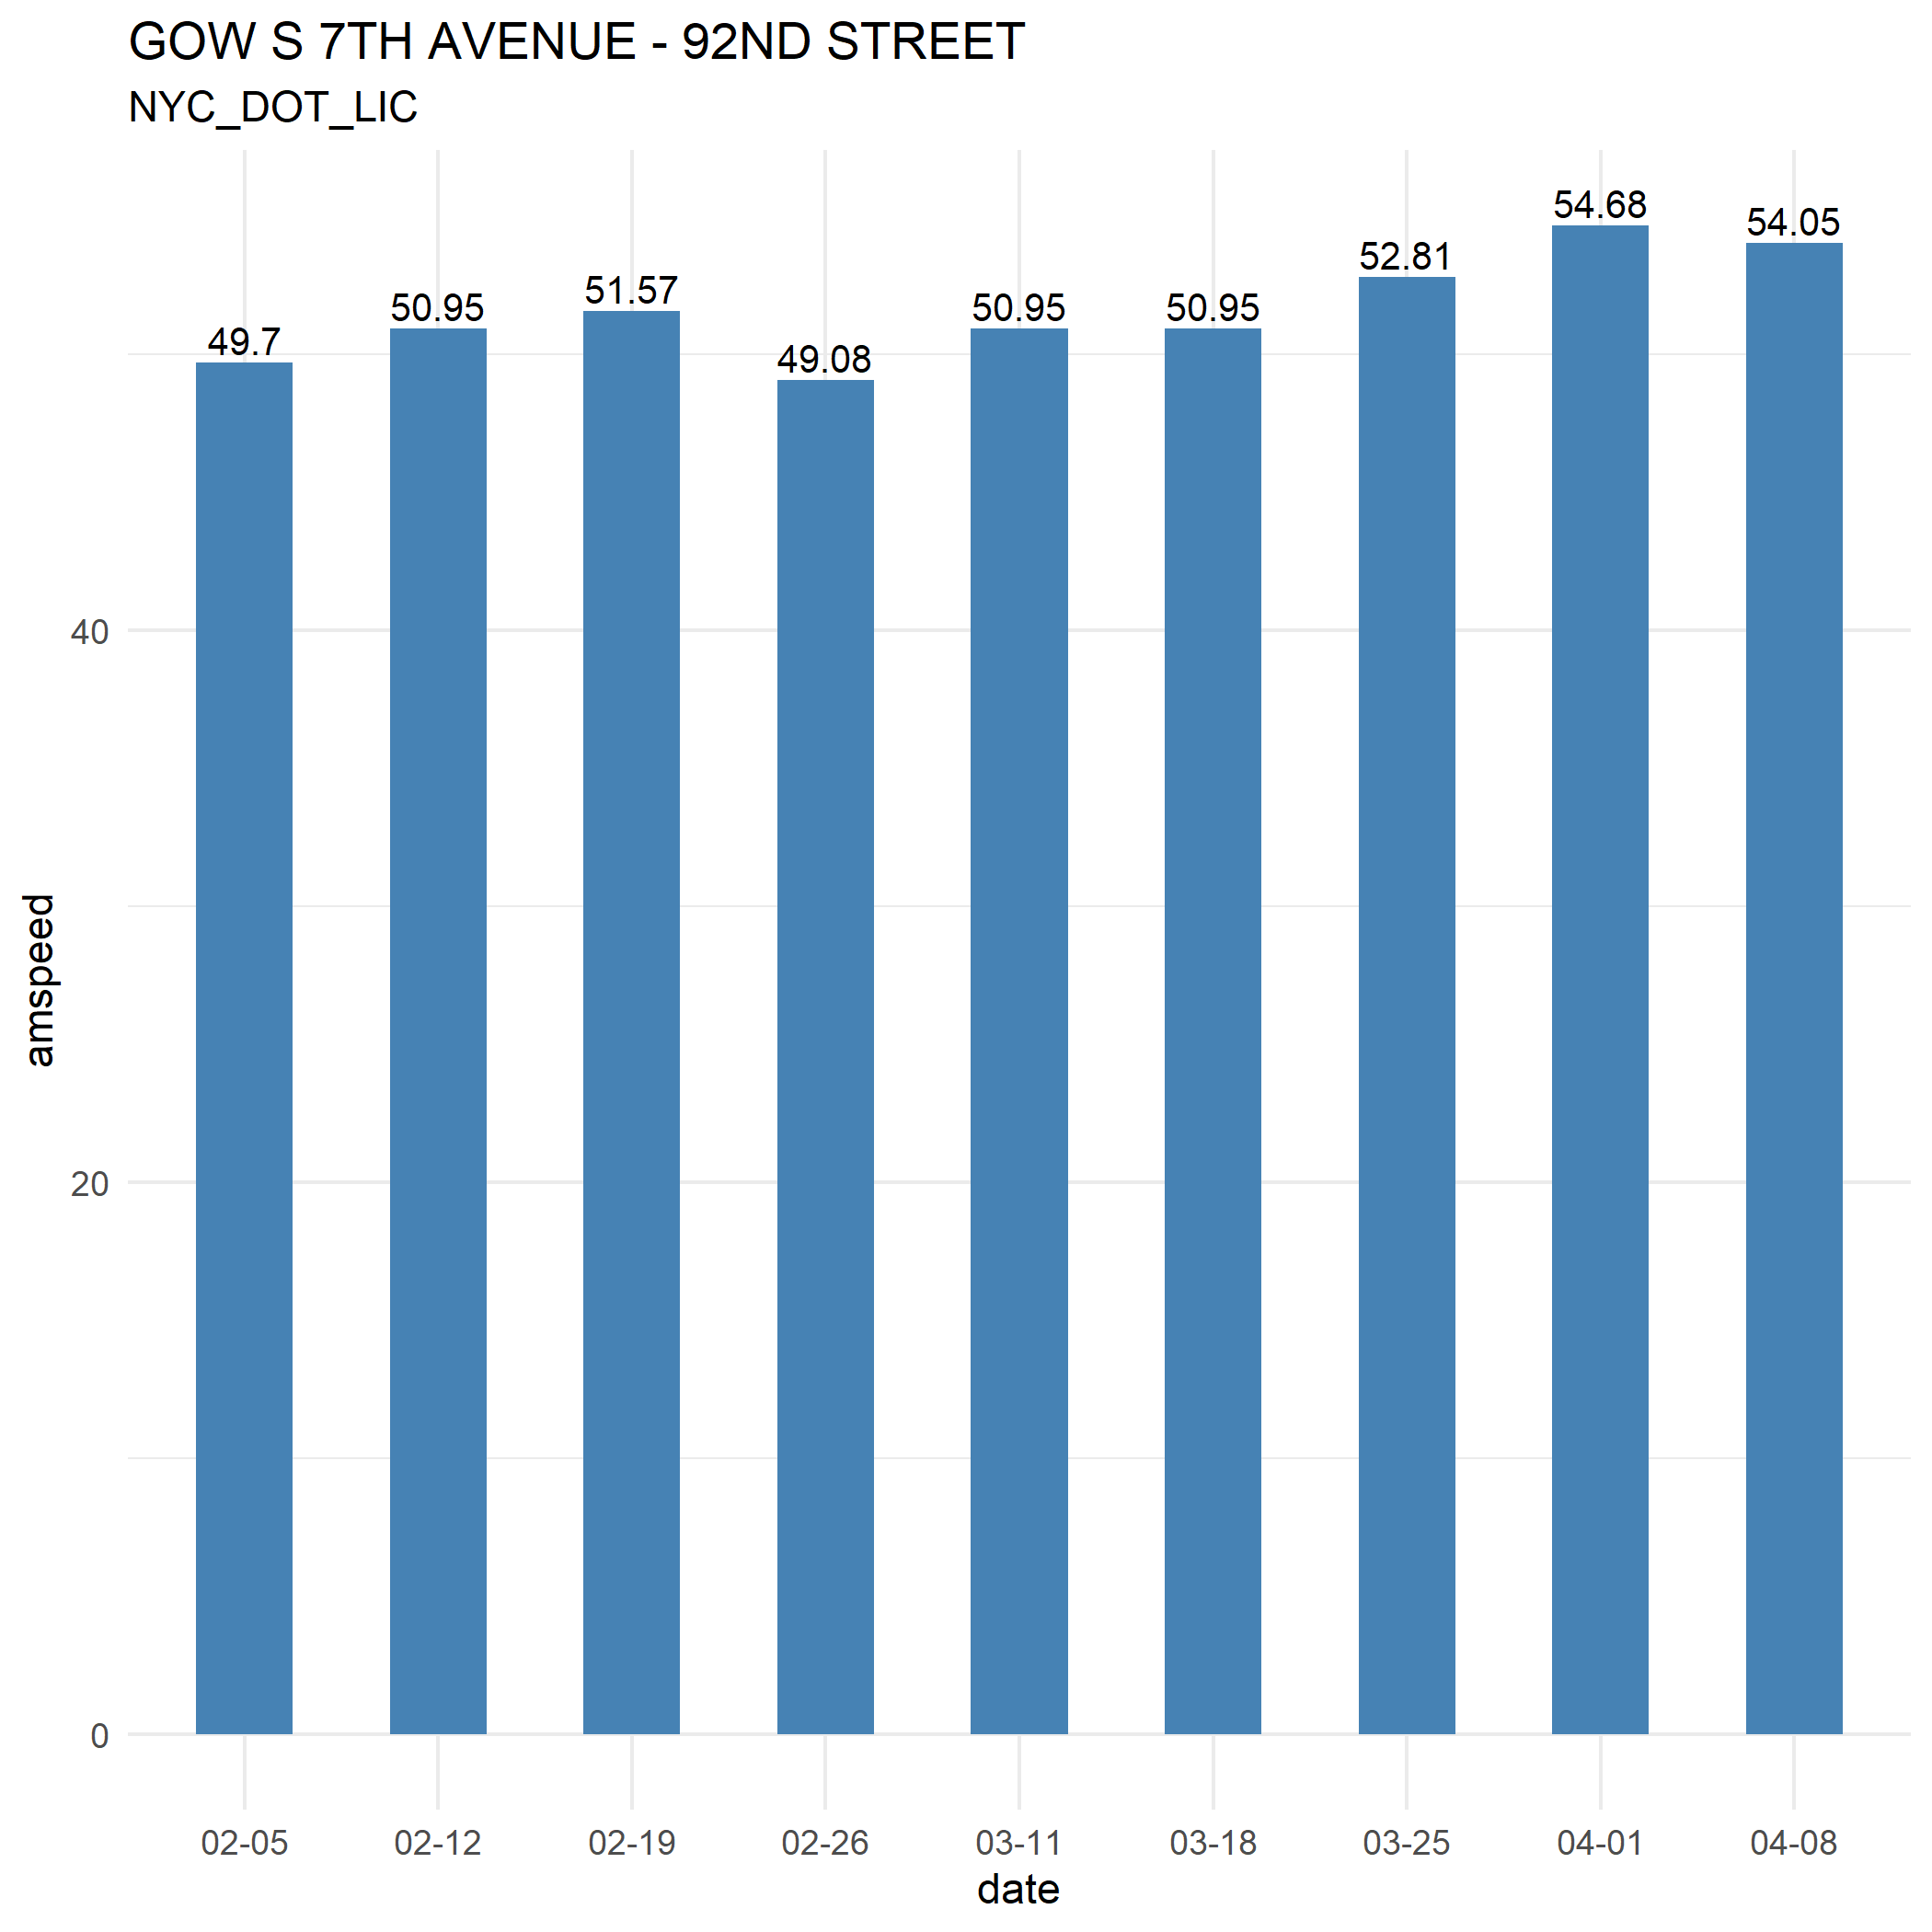 GOW S 7TH AVENUE - 92ND STREET
NYC_DOT_LIC
54.68
54.05
52.81
51.57
50.95
50.95
50.95
49.7
49.08
40
20
0
amspeed
02-05 02-12 02-19 02-26 03-11 03-18 03-25 04-01 04-08
date